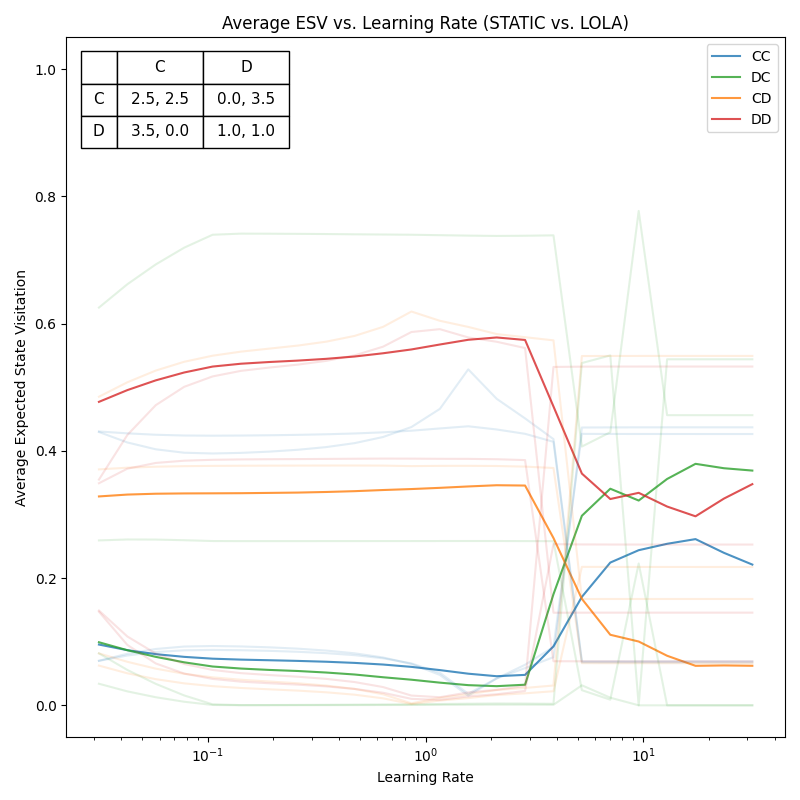 Average ESV vs. Learning Rate (STATIC vs. LOLA)
C D
C 2.5, 2.5 0.0, 3.5
D 3.5, 0.0 1.0, 1.0
CC
DC
CD
DD
Average Expected State Visitation
1.0
0.8
0.6
0.4
0.2
0.0
10⁻¹ 10⁰ 10¹
Learning Rate